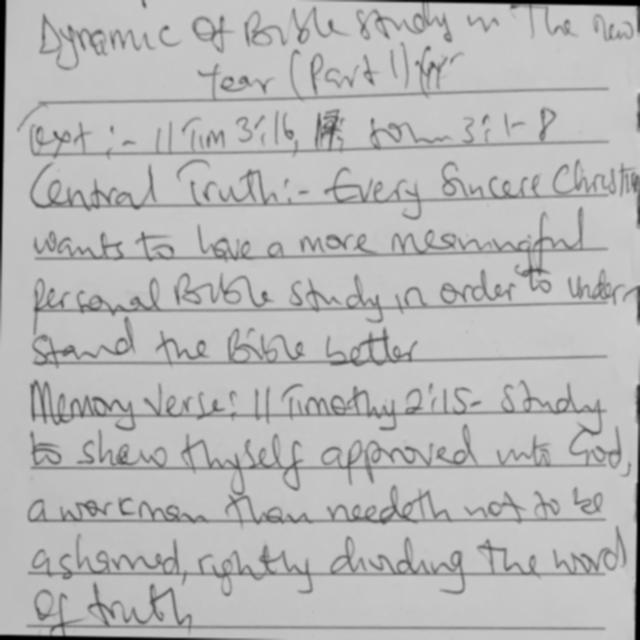 Dynamic of Bible study in The new
Year (Part 1)
Text:- II Tim 3:16, John 3:1-8
Central Truth:- Every Sincere Christian
wants to have a more meaningful
personal Bible study in order to under-
stand the Bible better
Memory Verse: II Timothy 2:15- Study
to shew thyself approved unto God,
a workman than needeth not to be
ashamed, rightly dividing the word
of truth